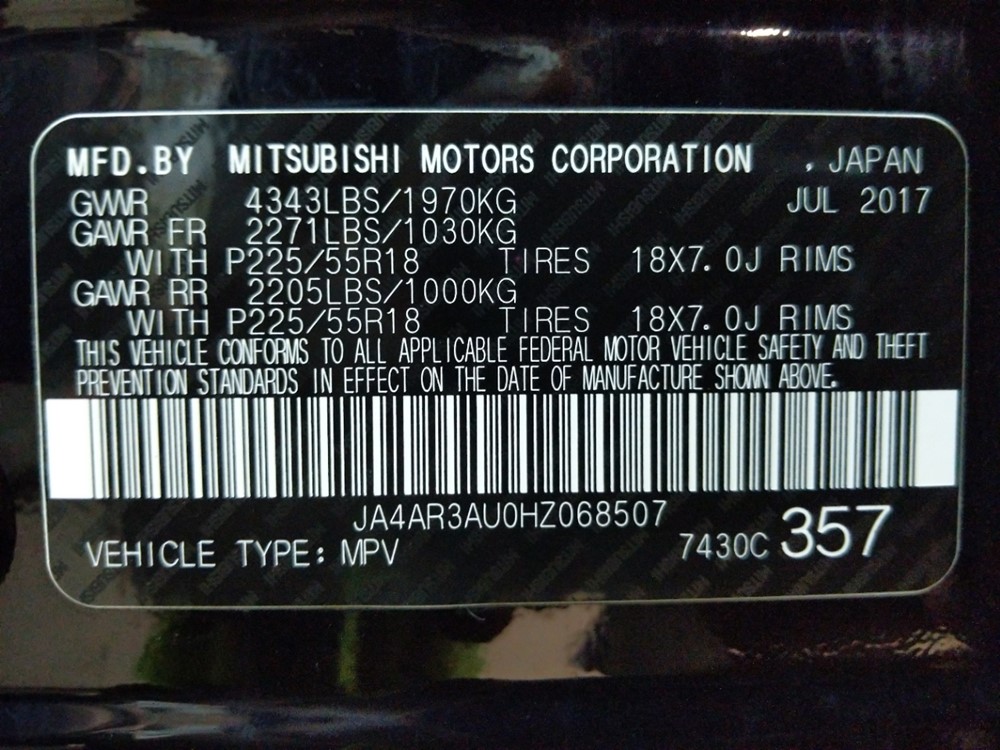 MFD.BY MITSUBISHI MOTORS CORPORATION , JAPAN
GVWR 4343LBS/1970KG JUL 2017
GAWR FR 2271LBS/1030KG
WITH P225/55R18 TIRES 18X7.0J RIMS
GAWR RR 2205LBS/1000KG
WITH P225/55R18 TIRES 18X7.0J RIMS
THIS VEHICLE CONFORMS TO ALL APPLICABLE FEDERAL MOTOR VEHICLE SAFETY AND THEFT
PREVENTION STANDARDS IN EFFECT ON THE DATE OF MANUFACTURE SHOWN ABOVE.
JA4AR3AU0HZ068507
VEHICLE TYPE: MPV 7430C 357